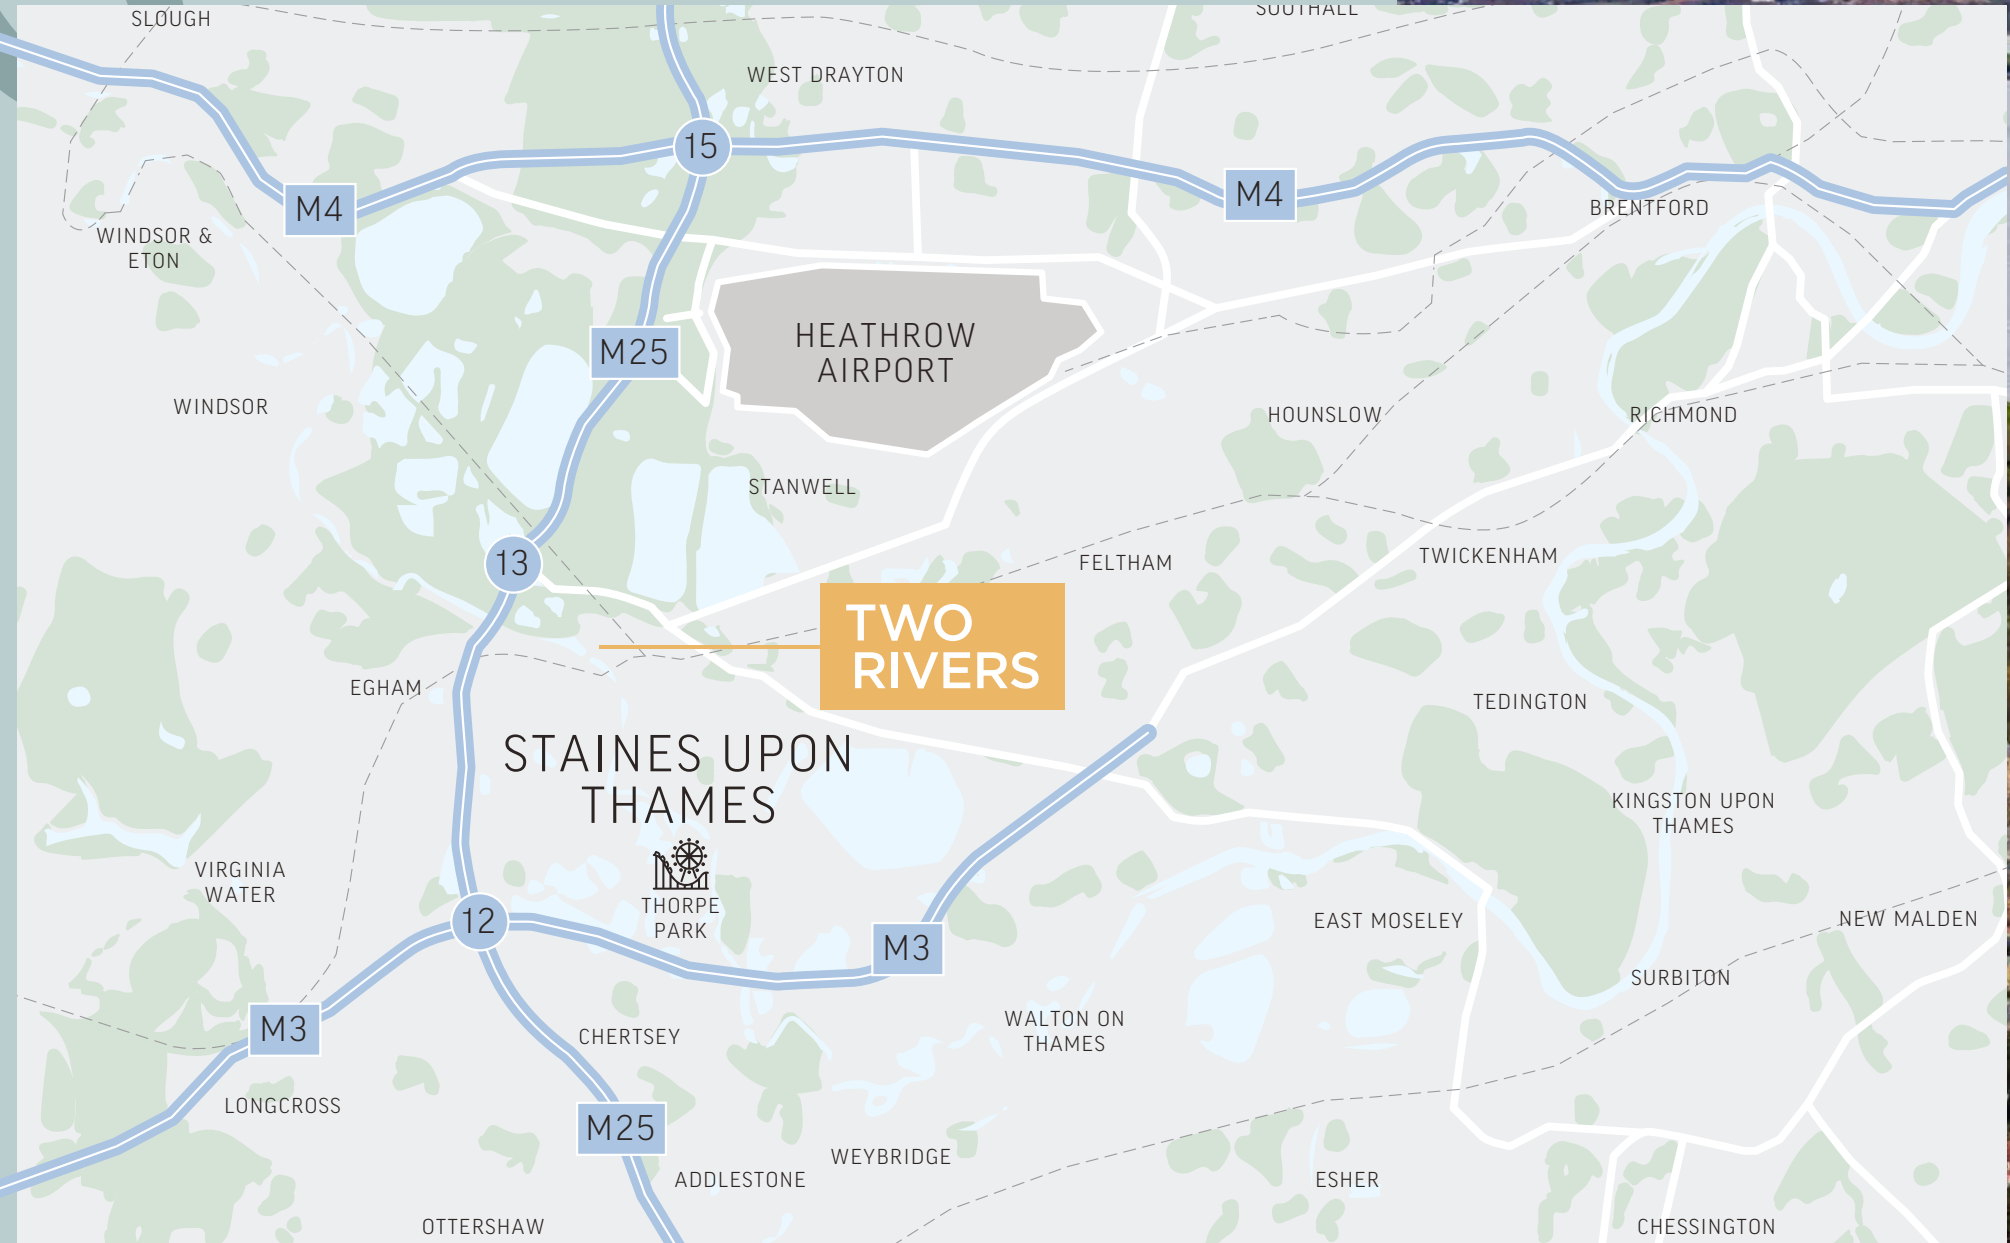 SLOUGH
SOUTHALL
WEST DRAYTON
15
M4
M4
BRENTFORD
WINDSOR &
ETON
HEATHROW
AIRPORT
M25
WINDSOR
HOUNSLOW
RICHMOND
STANWELL
13
FELTHAM
TWICKENHAM
TWO
RIVERS
EGHAM
TEDINGTON
STAINES UPON
THAMES
KINGSTON UPON
THAMES
VIRGINIA
WATER
THORPE
PARK
12
EAST MOSELEY
NEW MALDEN
M3
SURBITON
M3
CHERTSEY
WALTON ON
THAMES
LONGCROSS
M25
WEYBRIDGE
ADDLESTONE
ESHER
OTTERSHAW
CHESSINGTON